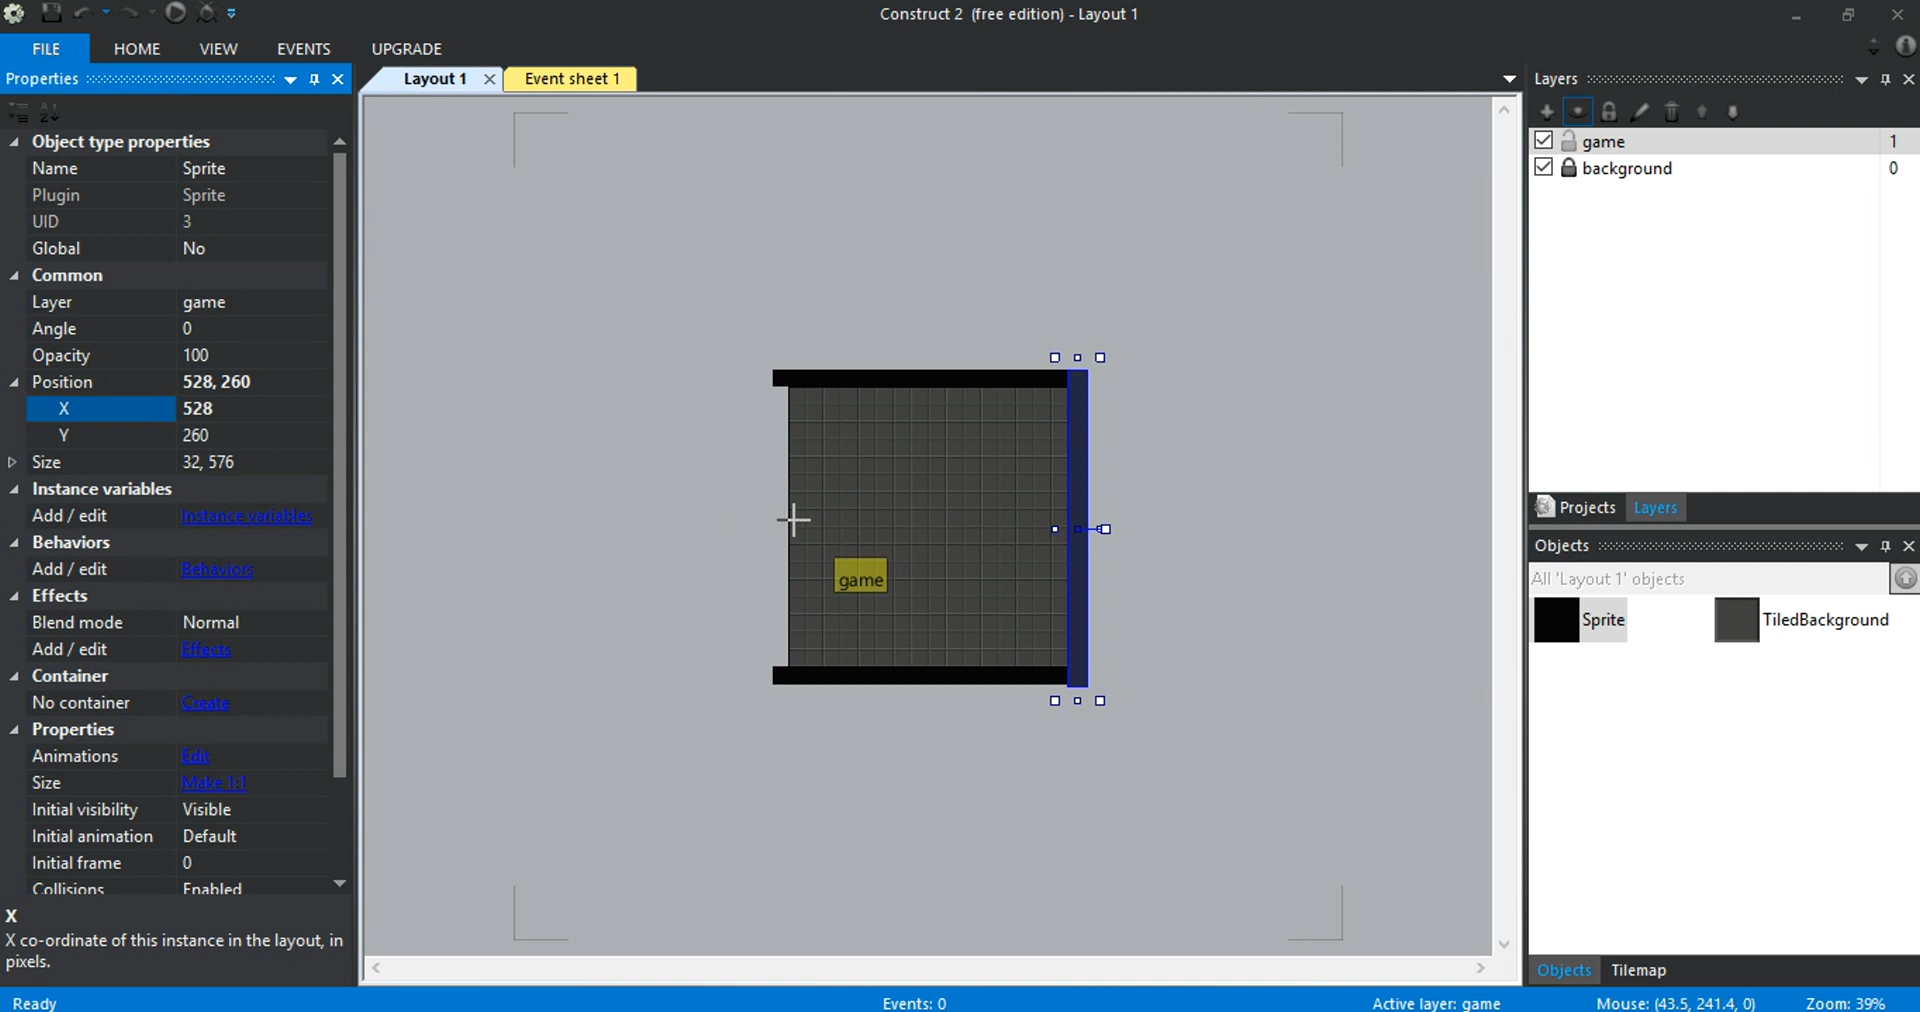 Construct 2 (free edition) - Layout 1
FILE HOME VIEW EVENTS UPGRADE
Properties
Object type properties
Name Sprite
Plugin Sprite
UID 3
Global No
Common
Layer game
Angle 0
Opacity 100
Position 528, 260
X 528
Y 260
Size 32, 576
Instance variables
Add / edit Instance variables
Behaviors
Add / edit Behaviors
Effects
Blend mode Normal
Add / edit Effects
Container
No container Create
Properties
Animations Edit
Size Make 1:1
Initial visibility Visible
Initial animation Default
Initial frame 0
Collisions Enabled
X
X co-ordinate of this instance in the layout, in
pixels.
Layout 1 Event sheet 1
game
Layers
game 1
background 0
Projects Layers
Objects
All 'Layout 1' objects
Sprite TiledBackground
Objects Tilemap
Ready Events: 0 Active layer: game Mouse: (43.5, 241.4, 0) Zoom: 39%